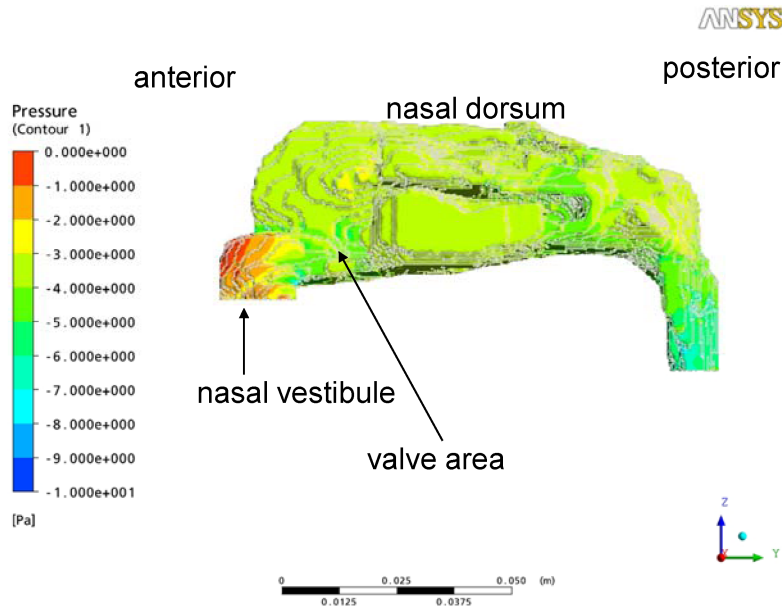 ANSYS
anterior
posterior
nasal dorsum
Pressure
(Contour 1)
0.000e+000
-1.000e+000
-2.000e+000
-3.000e+000
-4.000e+000
-5.000e+000
-6.000e+000
-7.000e+000
-8.000e+000
-9.000e+000
-1.000e+001
[Pa]
nasal vestibule
valve area
Z
X
Y
0 0.025 0.050 (m)
0.0125 0.0375